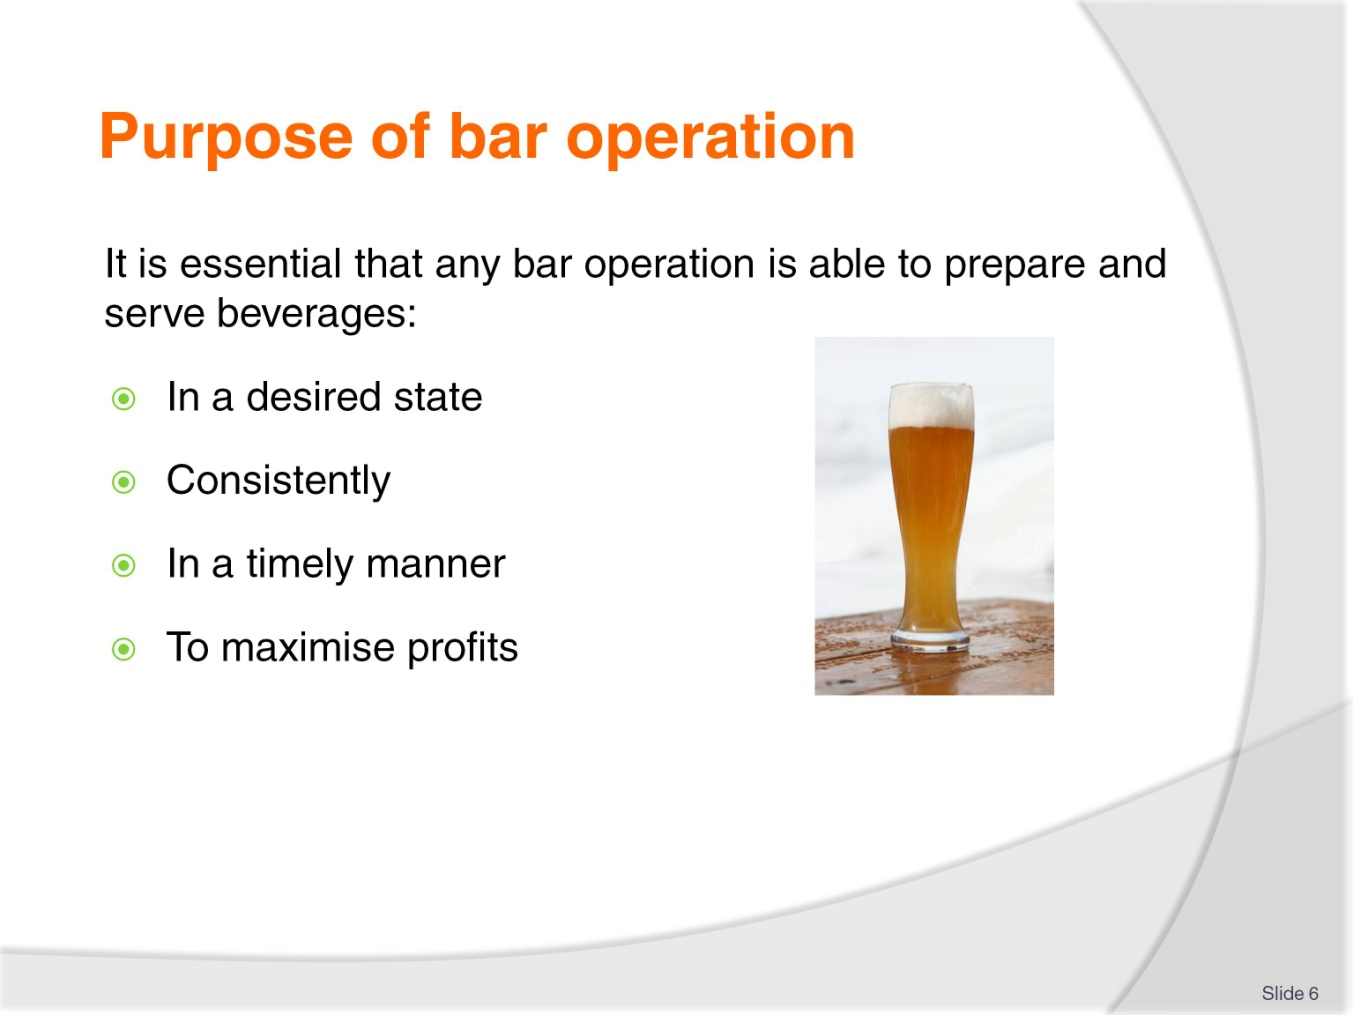 Purpose of bar operation
It is essential that any bar operation is able to prepare and
serve beverages:
In a desired state
Consistently
In a timely manner
To maximise profits
Slide 6